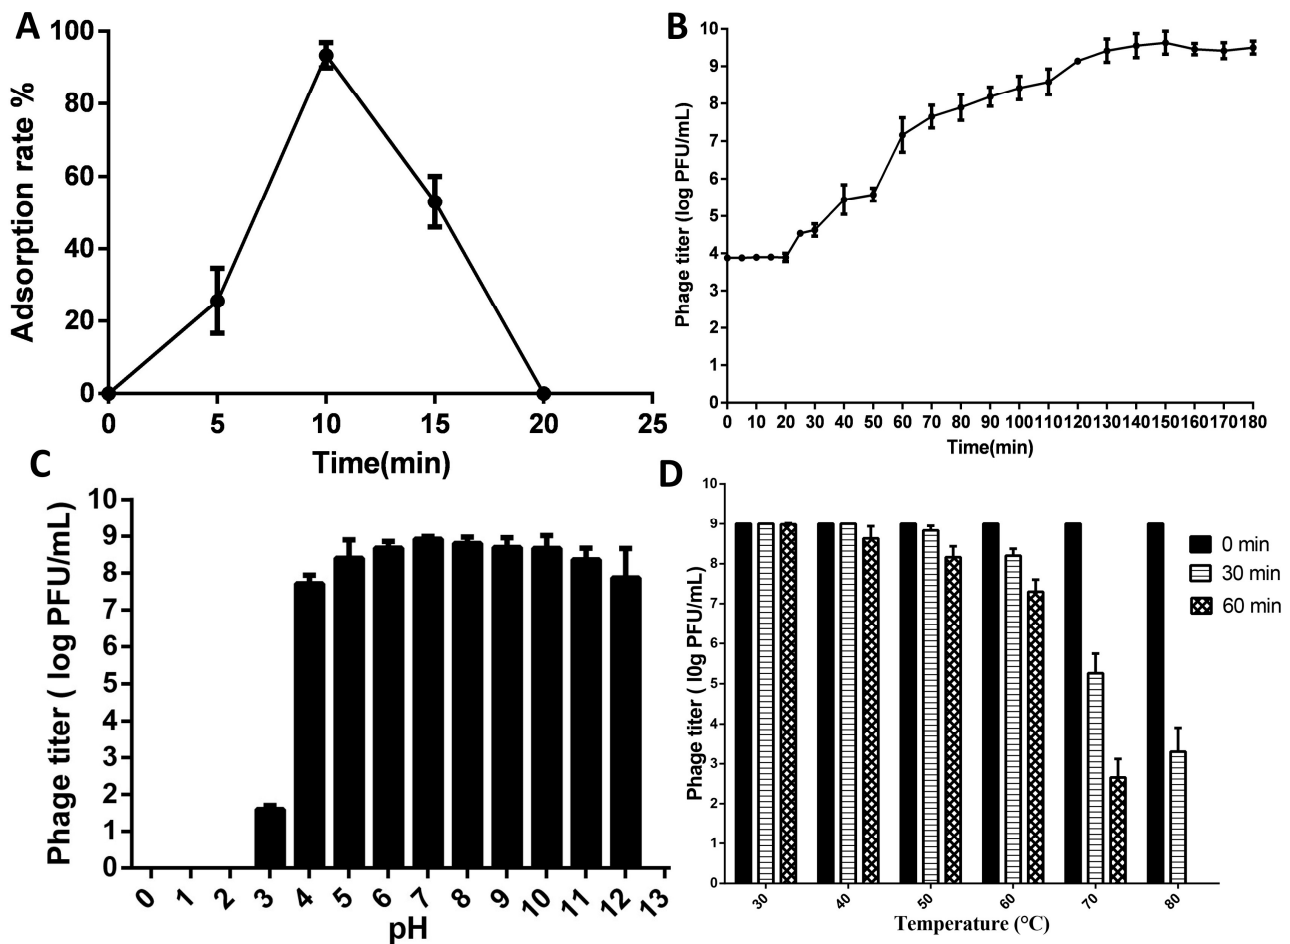 A
Adsorption rate %
100
80
60
40
20
0
0 5 10 15 20 25
Time(min)
B
Phage titer (log PFU/mL)
10
9
8
7
6
5
4
3
2
1
0
0 10 20 30 40 50 60 70 80 90 100 110 120 130 140 150 160 170 180
Time(min)
C
Phage titer ( log PFU/mL)
10
9
8
7
6
5
4
3
2
1
0
0 1 2 3 4 5 6 7 8 9 10 11 12 13
pH
D
Phage titer ( l0g PFU/mL)
10
9
8
7
6
5
4
3
2
1
0
30 40 50 60 70 80
Temperature (°C)
0 min
30 min
60 min